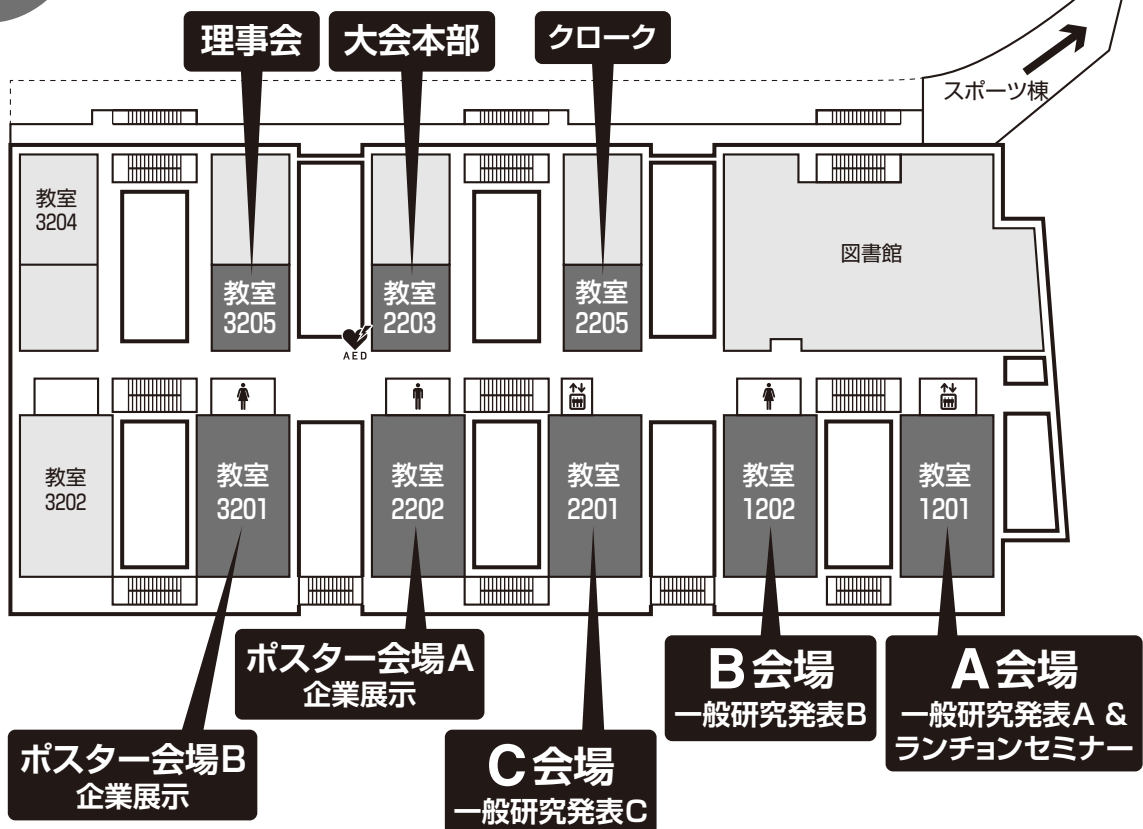 理事会
大会本部
クローク
スポーツ棟
教室
3204
教室
3205
教室
2203
教室
2205
図書館
AED
教室
3202
教室
3201
教室
2202
教室
2201
教室
1202
教室
1201
ポスター会場A
企業展示
B会場
一般研究発表B
A会場
一般研究発表A &
ランチョンセミナー
ポスター会場B
企業展示
C会場
一般研究発表C